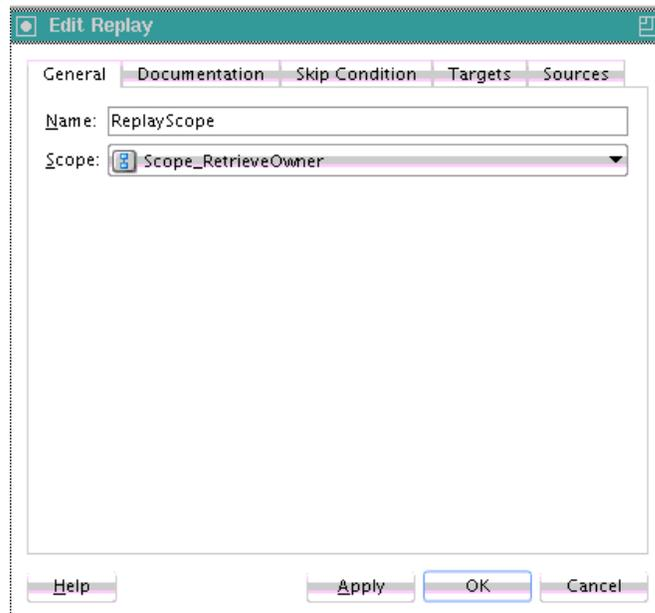 Edit Replay
General Documentation Skip Condition Targets Sources
Name: ReplayScope
Scope: Scope_RetrieveOwner
Help Apply OK Cancel